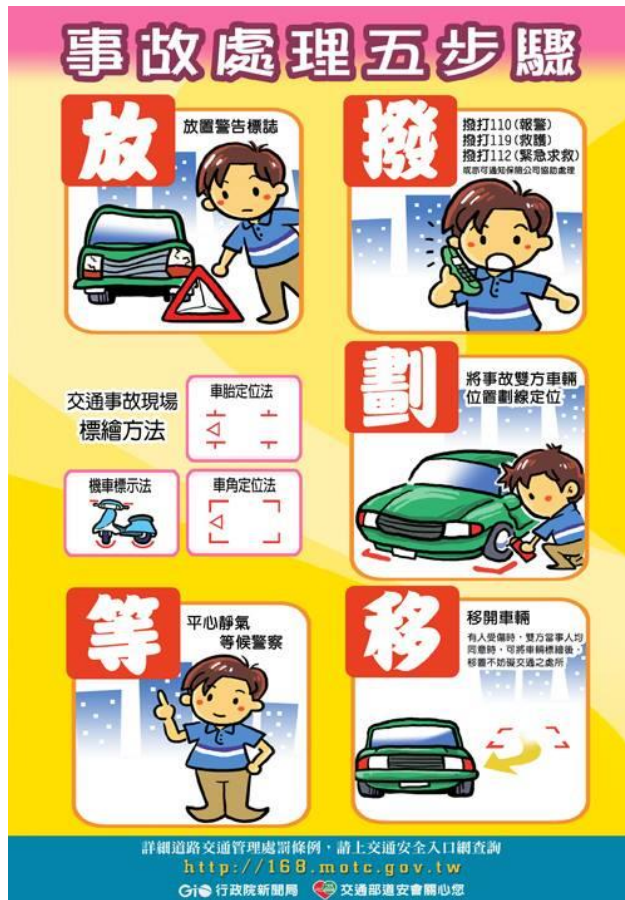 事故處理五步驟
放
放置警告標誌
撥
撥打110(報警)
撥打119(救護)
撥打112(緊急求救)
或亦可通知保險公司協助處理
劃
將事故雙方車輛
位置劃線定位
交通事故現場
標繪方法
車胎定位法
機車標示法
車角定位法
移
移開車輛
有人受傷時，雙方當事人均
同意時，可將車輛標繪後，
移置不妨礙交通之處所
等
平心靜氣
等候警察
詳細道路交通管理處罰條例，請上交通安全入口網查詢
http://168.motc.gov.tw
Gio 行政院新聞局 交通部道安會關心您